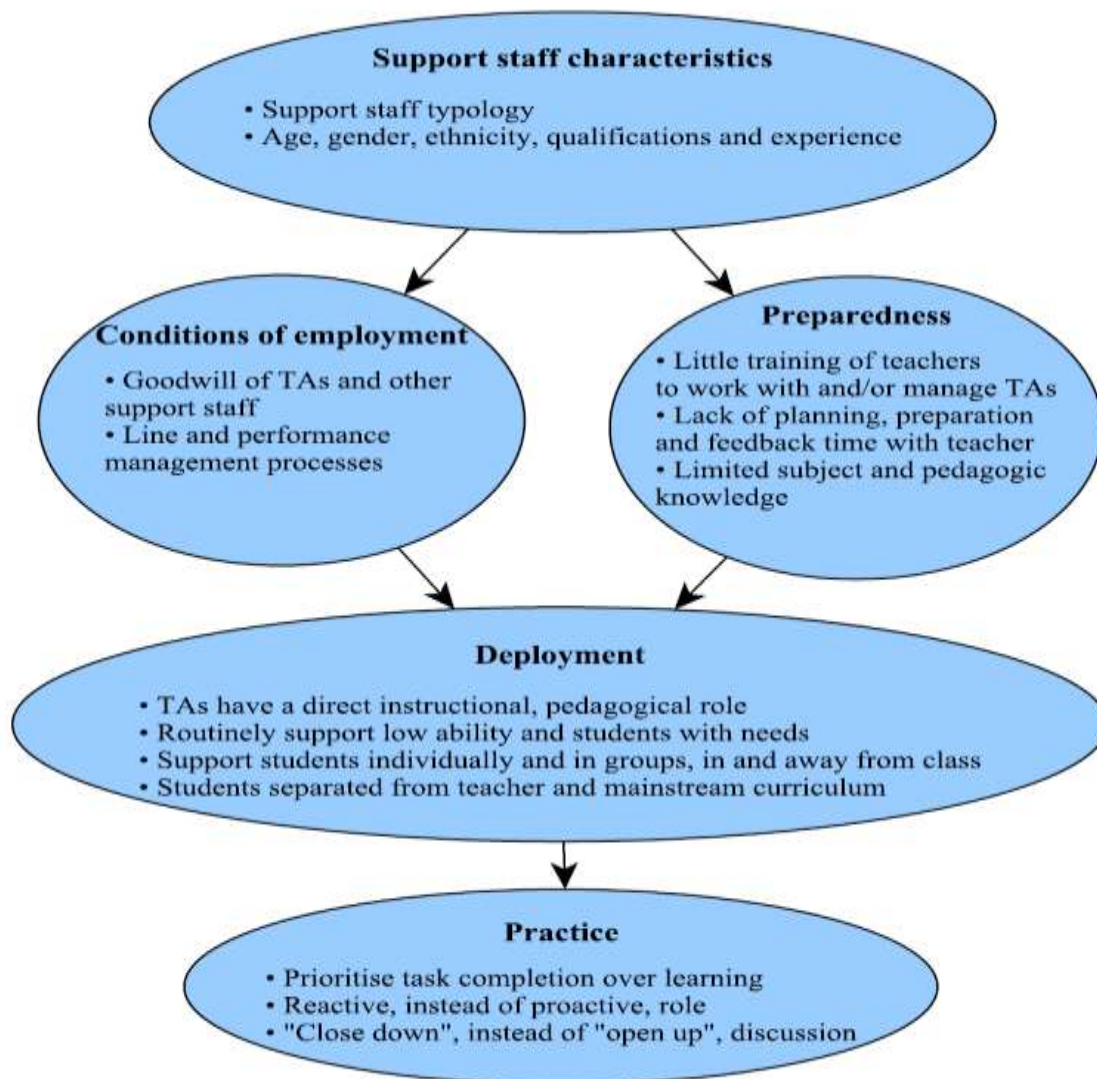 Support staff characteristics
• Support staff typology
• Age, gender, ethnicity, qualifications and experience
Conditions of employment
• Goodwill of TAs and other
support staff
• Line and performance
management processes
Preparedness
• Little training of teachers
to work with and/or manage TAs
• Lack of planning, preparation
and feedback time with teacher
• Limited subject and pedagogic
knowledge
Deployment
• TAs have a direct instructional, pedagogical role
• Routinely support low ability and students with needs
• Support students individually and in groups, in and away from class
• Students separated from teacher and mainstream curriculum
Practice
• Prioritise task completion over learning
• Reactive, instead of proactive, role
• "Close down", instead of "open up", discussion